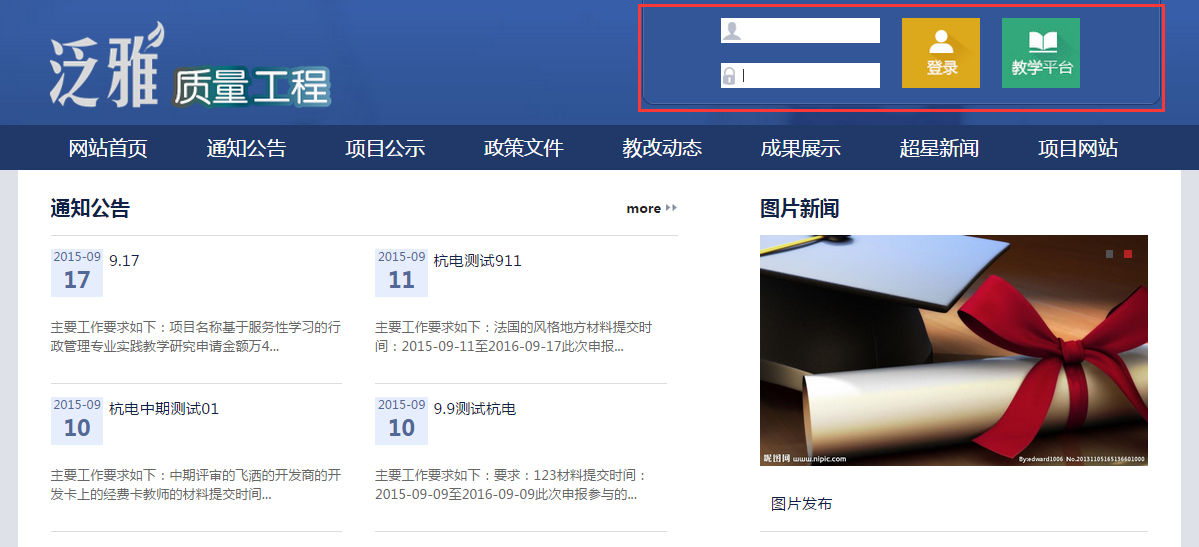 泛雅 质量工程
登录
教学平台
网站首页 通知公告 项目公示 政策文件 教改动态 成果展示 超星新闻 项目网站
通知公告
more
2015-09
17
9.17
主要工作要求如下：项目名称基于服务性学习的行
政管理专业实践教学研究申请金额万4...
2015-09
11
杭电测试911
主要工作要求如下：法国的风格地方材料提交时
间：2015-09-11至2016-09-17此次申报...
2015-09
10
杭电中期测试01
主要工作要求如下：中期评审的飞洒的开发商的开
发卡上的经费卡教师的材料提交时间...
2015-09
10
9.9测试杭电
主要工作要求如下：要求：123材料提交时间：
2015-09-09至2016-09-09此次申报参与的...
图片新闻
昵图网 www.nipic.com
By:edward1006 No.20131105165136601000
图片发布